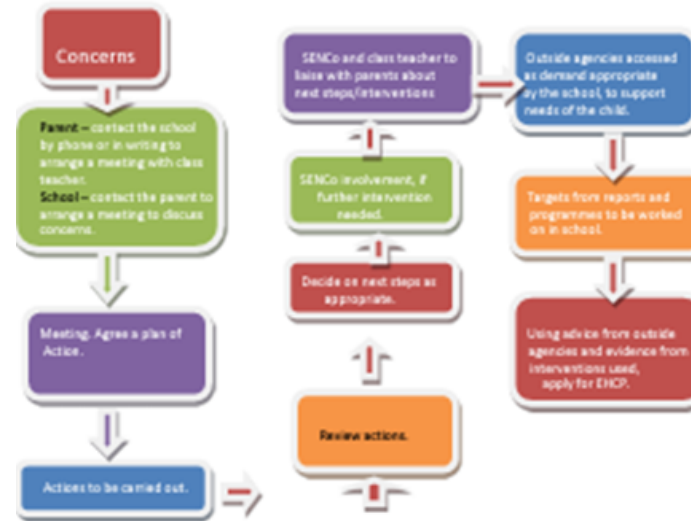 Concerns
Parent – contact the school
by phone or in writing to
arrange a meeting with class
teacher.
School – contact the parent to
arrange a meeting to discuss
concerns.
Meeting. Agree a plan of
Action.
Actions to be carried out.
Review actions.
Decide on next steps as
appropriate.
SENCo involvement, if
further intervention
needed.
SENCo and class teacher to
liaise with parents about
next steps/interventions
Outside agencies accessed
as demand appropriate
by the school, to support
needs of the child.
Targets from reports and
programmes to be worked
on in school.
Using advice from outside
agencies and evidence from
interventions used,
apply for EHCP.